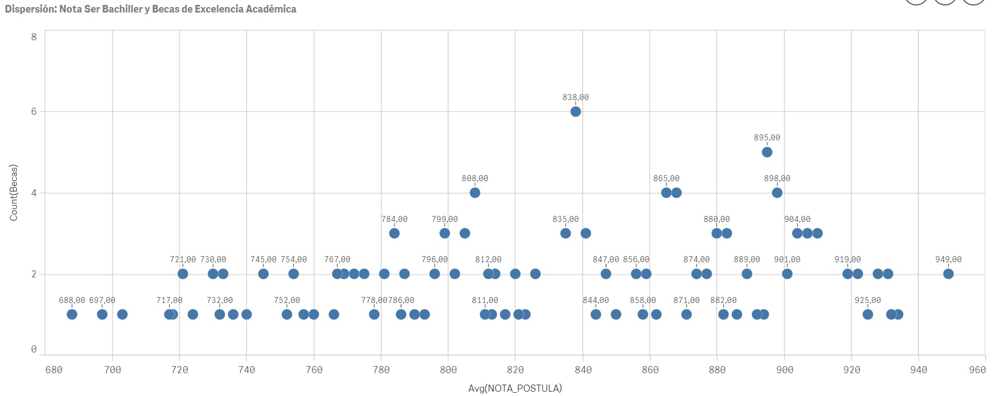 Dispersión: Nota Ser Bachiller y Becas de Excelencia Académica
8
838,00
6
895,00
808,00 865,00 898,00
4
784,00 799,00 835,00 880,00 904,00
721,00 730,00 745,00 754,00 767,00 796,00 812,00 847,00 856,00 874,00 889,00 901,00 919,00 949,00
2
688,00 697,00 717,00 732,00 752,00 778,00 786,00 811,00 844,00 858,00 871,00 882,00 925,00
0
Count(Becas)
680 700 720 740 760 780 800 820 840 860 880 900 920 940 960
Avg(NOTA_POSTULA)